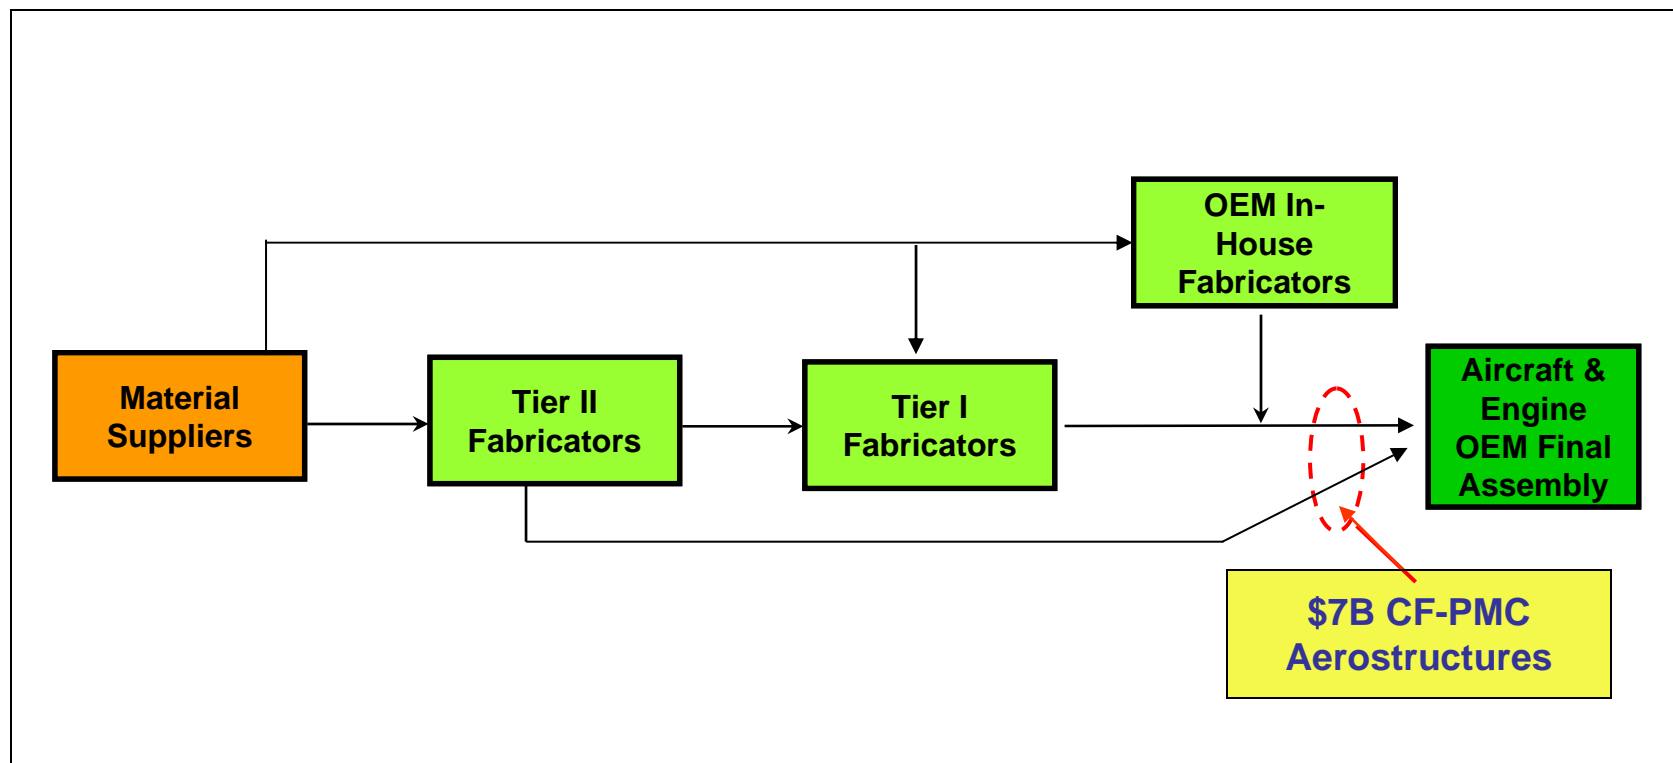 OEM In-
House
Fabricators
Material
Suppliers
Tier II
Fabricators
Tier I
Fabricators
Aircraft &
Engine
OEM Final
Assembly
$7B CF-PMC
Aerostructures